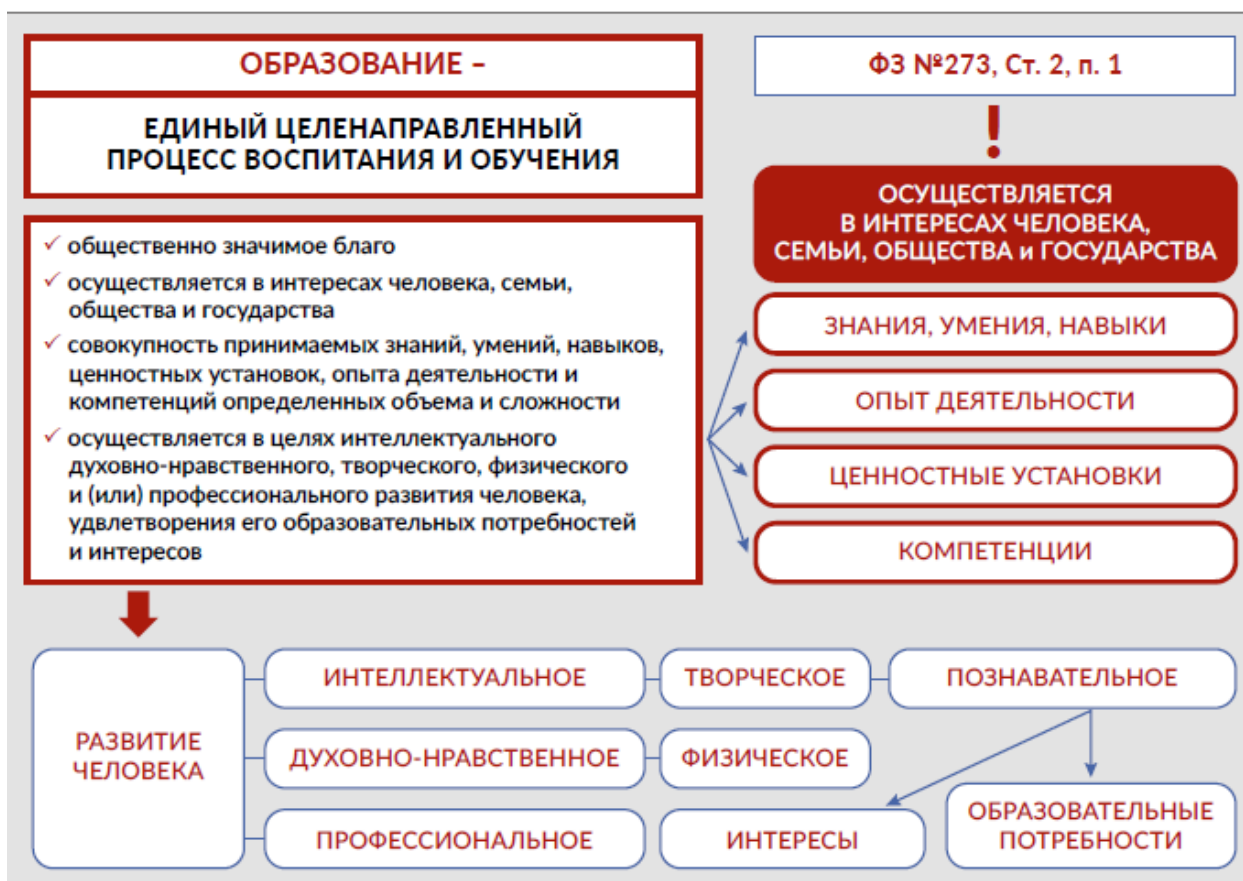 ОБРАЗОВАНИЕ –
ЕДИНЫЙ ЦЕЛЕНАПРАВЛЕННЫЙ
ПРОЦЕСС ВОСПИТАНИЯ И ОБУЧЕНИЯ
✓ общественно значимое благо
✓ осуществляется в интересах человека, семьи,
общества и государства
✓ совокупность принимаемых знаний, умений, навыков,
ценностных установок, опыта деятельности и
компетенций определенных объема и сложности
✓ осуществляется в целях интеллектуального
духовно-нравственного, творческого, физического
и (или) профессионального развития человека,
удвлетворения его образовательных потребностей
и интересов
ФЗ №273, Ст. 2, п. 1
!
ОСУЩЕСТВЛЯЕТСЯ
В ИНТЕРЕСАХ ЧЕЛОВЕКА,
СЕМЬИ, ОБЩЕСТВА и ГОСУДАРСТВА
ЗНАНИЯ, УМЕНИЯ, НАВЫКИ
ОПЫТ ДЕЯТЕЛЬНОСТИ
ЦЕННОСТНЫЕ УСТАНОВКИ
КОМПЕТЕНЦИИ
РАЗВИТИЕ
ЧЕЛОВЕКА
ИНТЕЛЛЕКТУАЛЬНОЕ
ТВОРЧЕСКОЕ
ПОЗНАВАТЕЛЬНОЕ
ДУХОВНО-НРАВСТВЕННОЕ
ФИЗИЧЕСКОЕ
ПРОФЕССИОНАЛЬНОЕ
ИНТЕРЕСЫ
ОБРАЗОВАТЕЛЬНЫЕ
ПОТРЕБНОСТИ